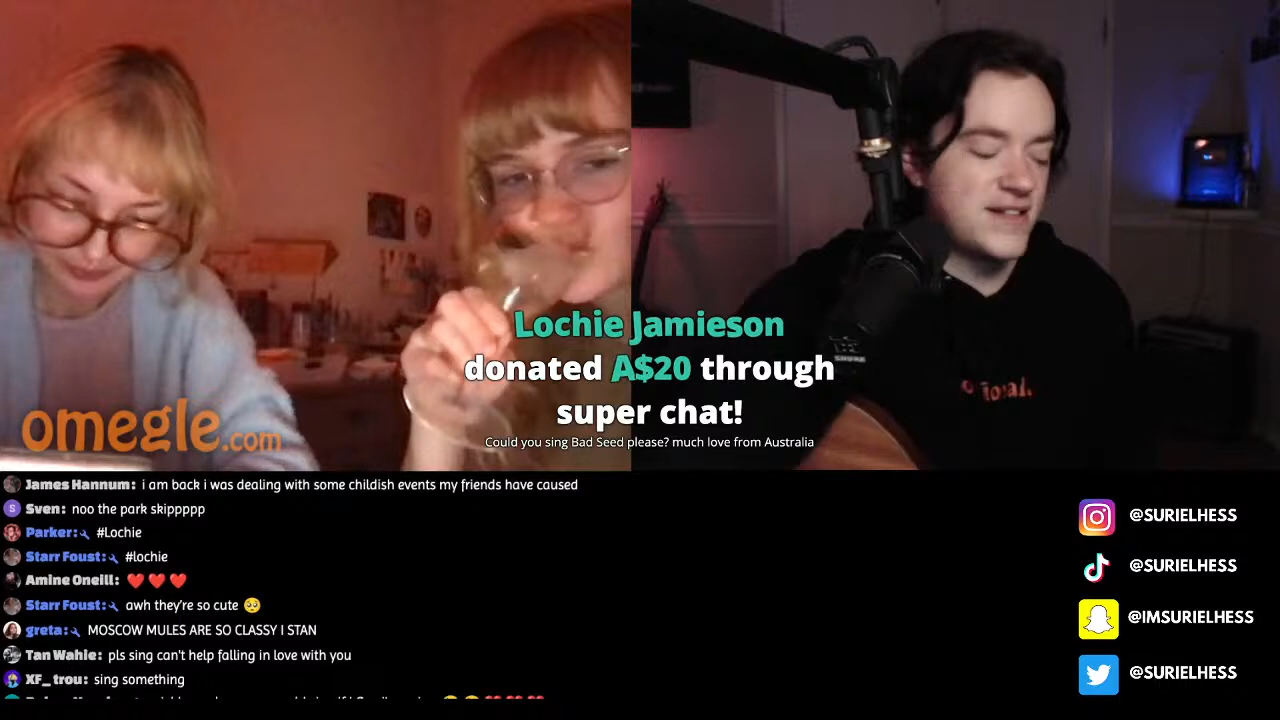 Lochie Jamieson
donated A$20 through
super chat!
Could you sing Bad Seed please? much love from Australia
omegle.com
James Hannum: i am back i was dealing with some childish events my friends have caused
S Sven: noo the park skippppp
Parker: #Lochie
Starr Foust: #lochie
Amine Oneill: ❤️ ❤️ ❤️
Starr Foust: awh they're so cute 🥺
greta: MOSCOW MULES ARE SO CLASSY I STAN
Tan Wahle: pls sing can't help falling in love with you
XF_trou: sing something
@SURIELHESS
@SURIELHESS
@IMSURIELHESS
@SURIELHESS